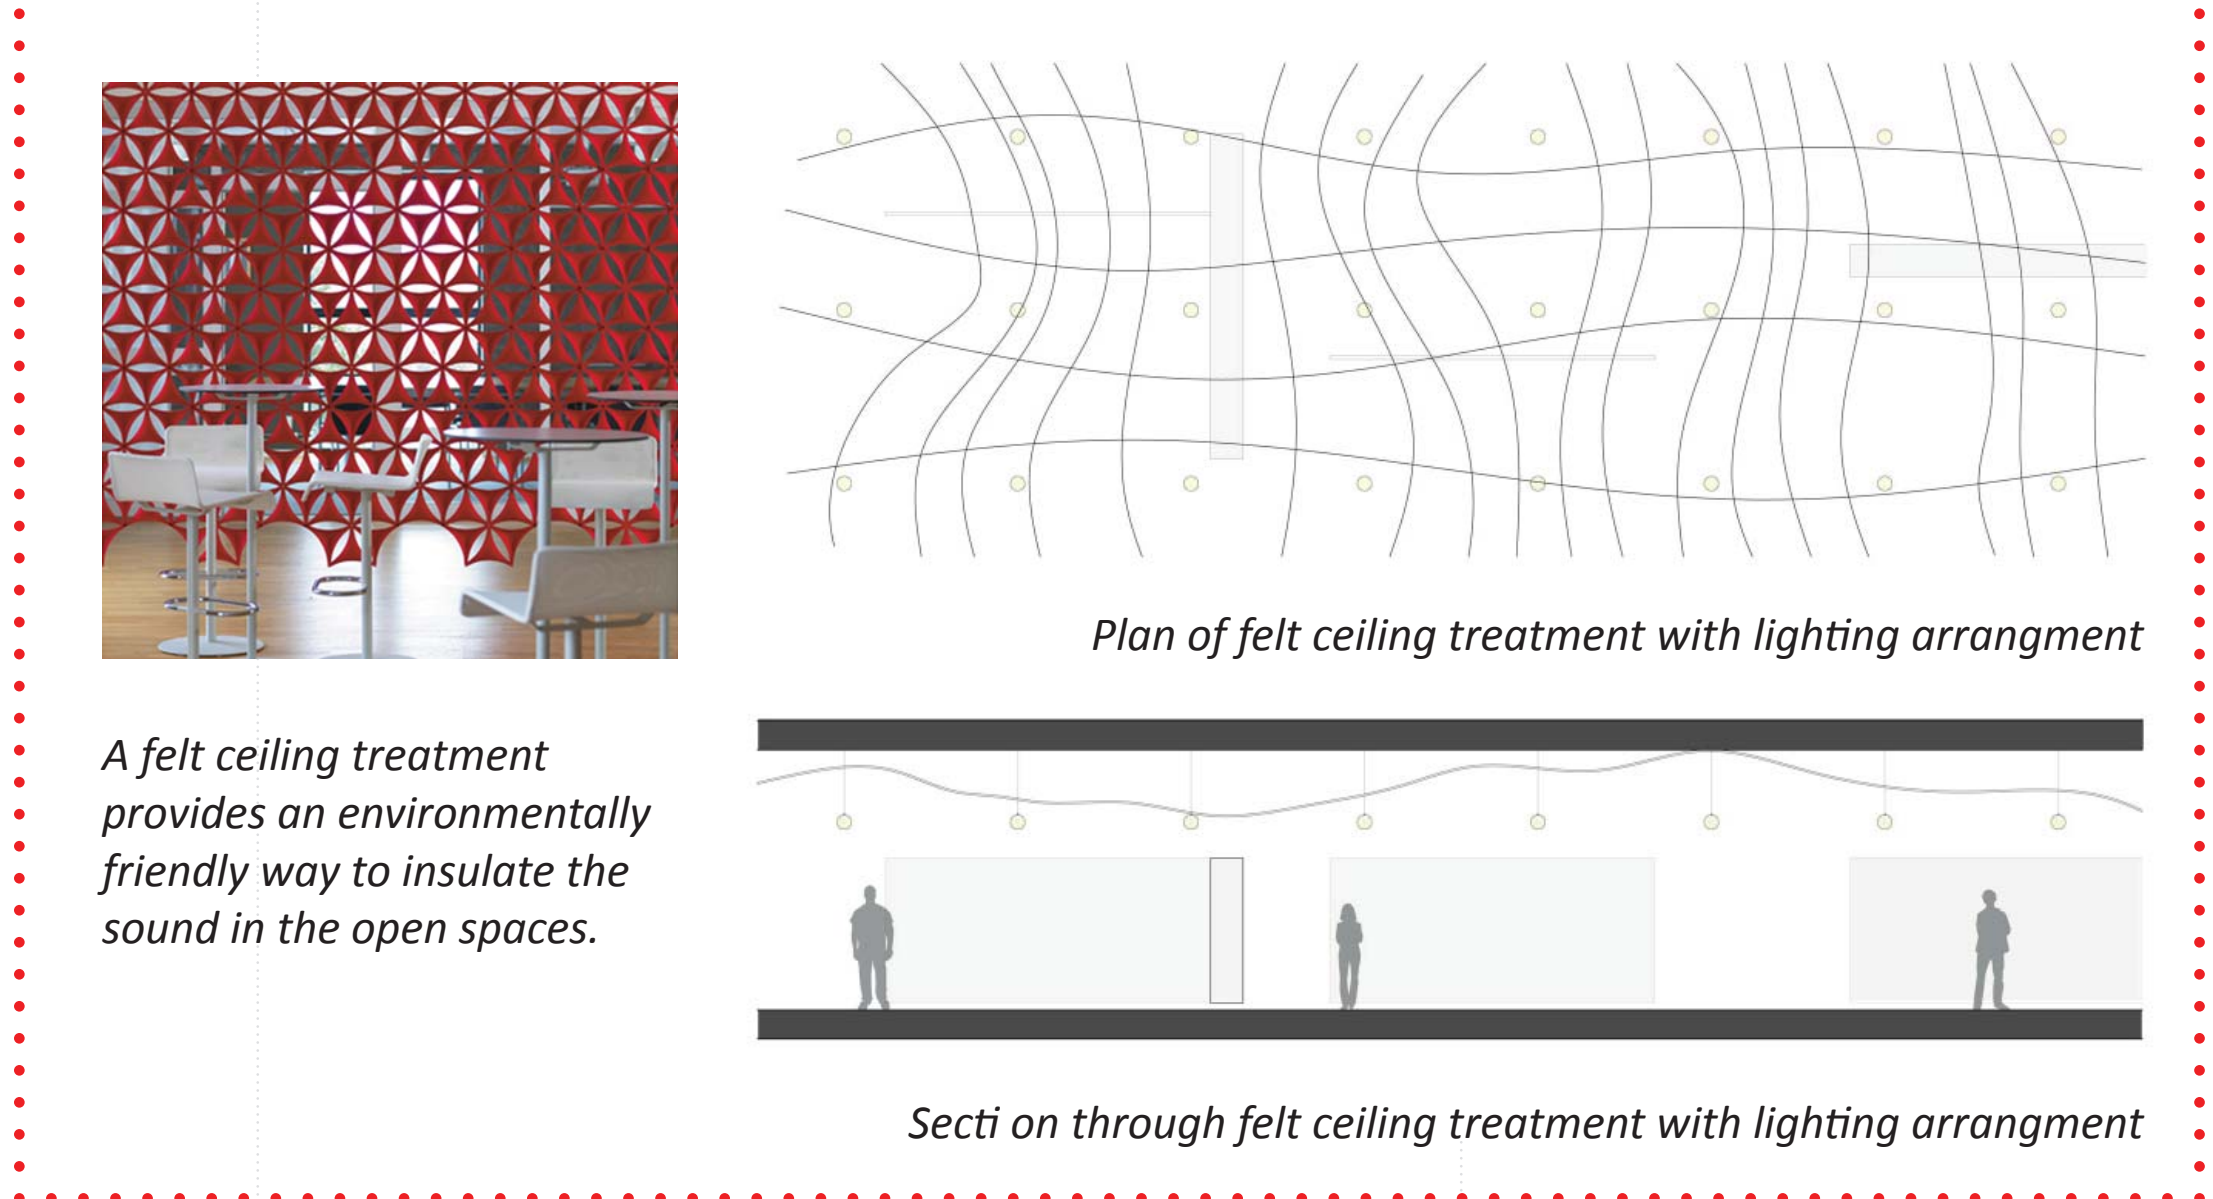 Plan of felt ceiling treatment with lighting arrangment
A felt ceiling treatment
provides an environmentally
friendly way to insulate the
sound in the open spaces.
Secti on through felt ceiling treatment with lighting arrangment